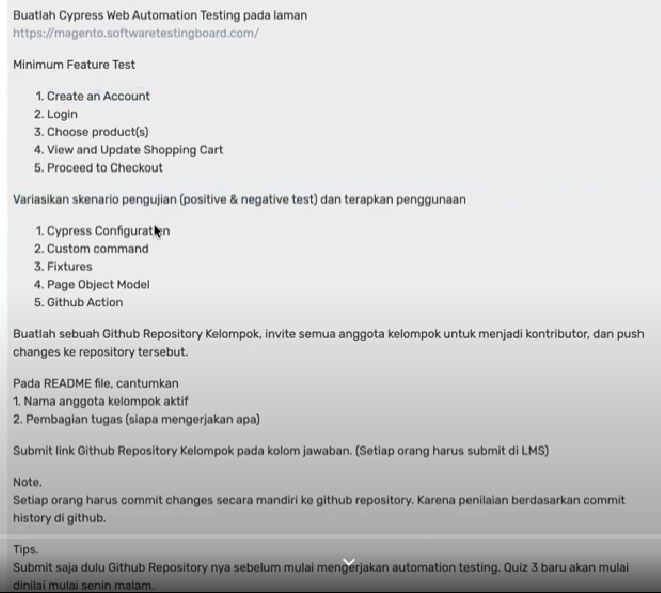 Buatlah Cypress Web Automation Testing pada laman
https://magento.softwaretestingboard.com/
Minimum Feature Test
1. Create an Account
2. Login
3. Choose product(s)
4. View and Update Shopping Cart
5. Proceed to Checkout
Variasikan skenario pengujian (positive & negative test) dan terapkan penggunaan
1. Cypress Configuration
2. Custom command
3. Fixtures
4. Page Object Model
5. Github Action
Buatlah sebuah Github Repository Kelompok, invite semua anggota kelompok untuk menjadi kontributor, dan push
changes ke repository tersebut.
Pada README file, cantumkan
1. Nama anggota kelompok aktif
2. Pembagian tugas (siapa mengerjakan apa)
Submit link Github Repository Kelompok pada kolom jawaban. (Setiap orang harus submit di LMS)
Note.
Setiap orang harus commit changes secara mandiri ke github repository. Karena penilaian berdasarkan commit
history di github.
Tips.
Submit saja dulu Github Repository nya sebelum mulai mengerjakan automation testing. Quiz 3 baru akan mulai
dinilai mulai senin malam.